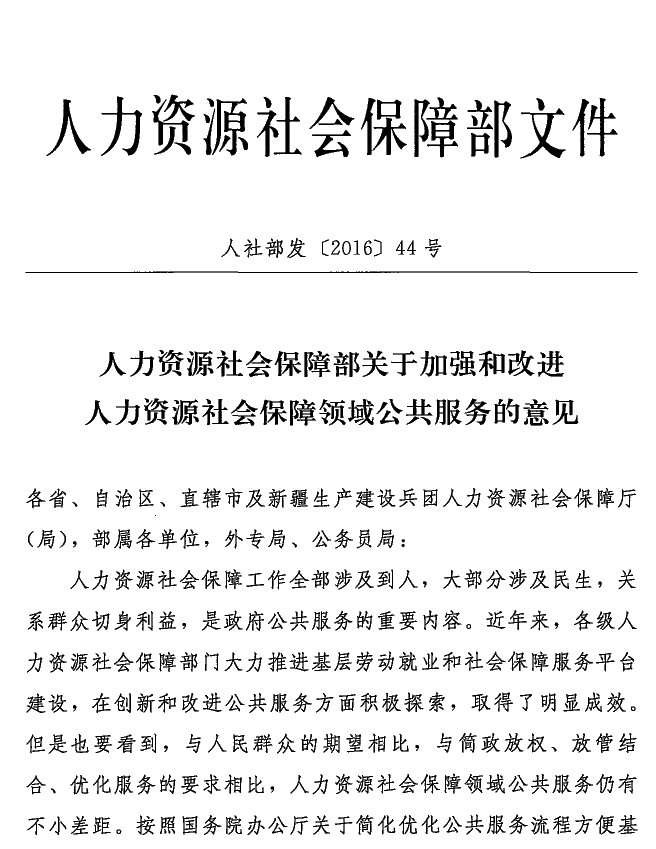 人力资源社会保障部文件
人社部发〔2016〕44 号
人力资源社会保障部关于加强和改进
人力资源社会保障领域公共服务的意见
各省、自治区、直辖市及新疆生产建设兵团人力资源社会保障厅
（局），部属各单位，外专局、公务员局：
人力资源社会保障工作全部涉及到人，大部分涉及民生，关
系群众切身利益，是政府公共服务的重要内容。近年来，各级人
力资源社会保障部门大力推进基层劳动就业和社会保障服务平台
建设，在创新和改进公共服务方面积极探索，取得了明显成效。
但是也要看到，与人民群众的期望相比，与简政放权、放管结
合、优化服务的要求相比，人力资源社会保障领域公共服务仍有
不小差距。按照国务院办公厅关于简化优化公共服务流程方便基